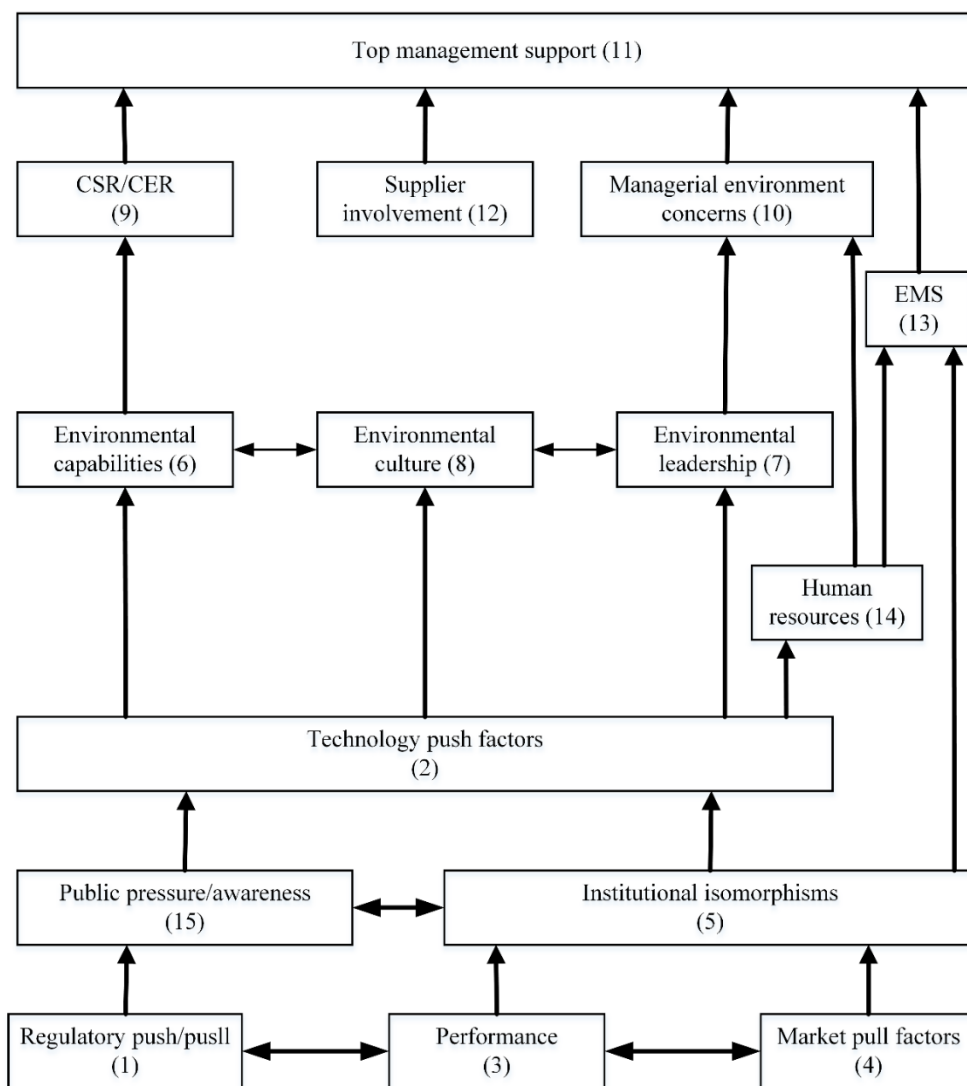 Top management support (11)
CSR/CER
(9)
Supplier
involvement (12)
Managerial environment
concerns (10)
EMS
(13)
Environmental
capabilities (6)
Environmental
culture (8)
Environmental
leadership (7)
Human
resources (14)
Technology push factors
(2)
Public pressure/awareness
(15)
Institutional isomorphisms
(5)
Regulatory push/pusll
(1)
Performance
(3)
Market pull factors
(4)